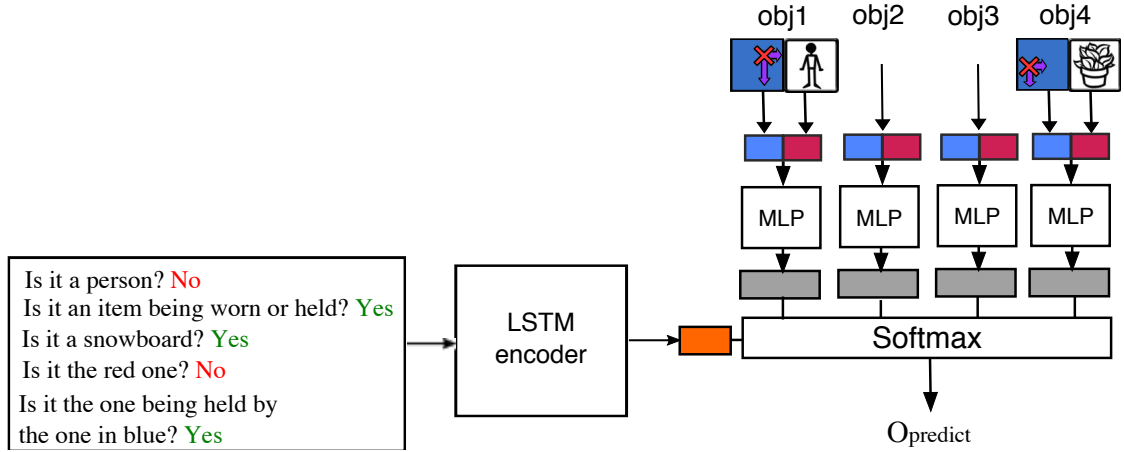 obj1 obj2 obj3 obj4
MLP MLP MLP MLP
Is it a person? No
Is it an item being worn or held? Yes
Is it a snowboard? Yes
Is it the red one? No
Is it the one being held by
the one in blue? Yes
LSTM
encoder
Softmax
Opredict